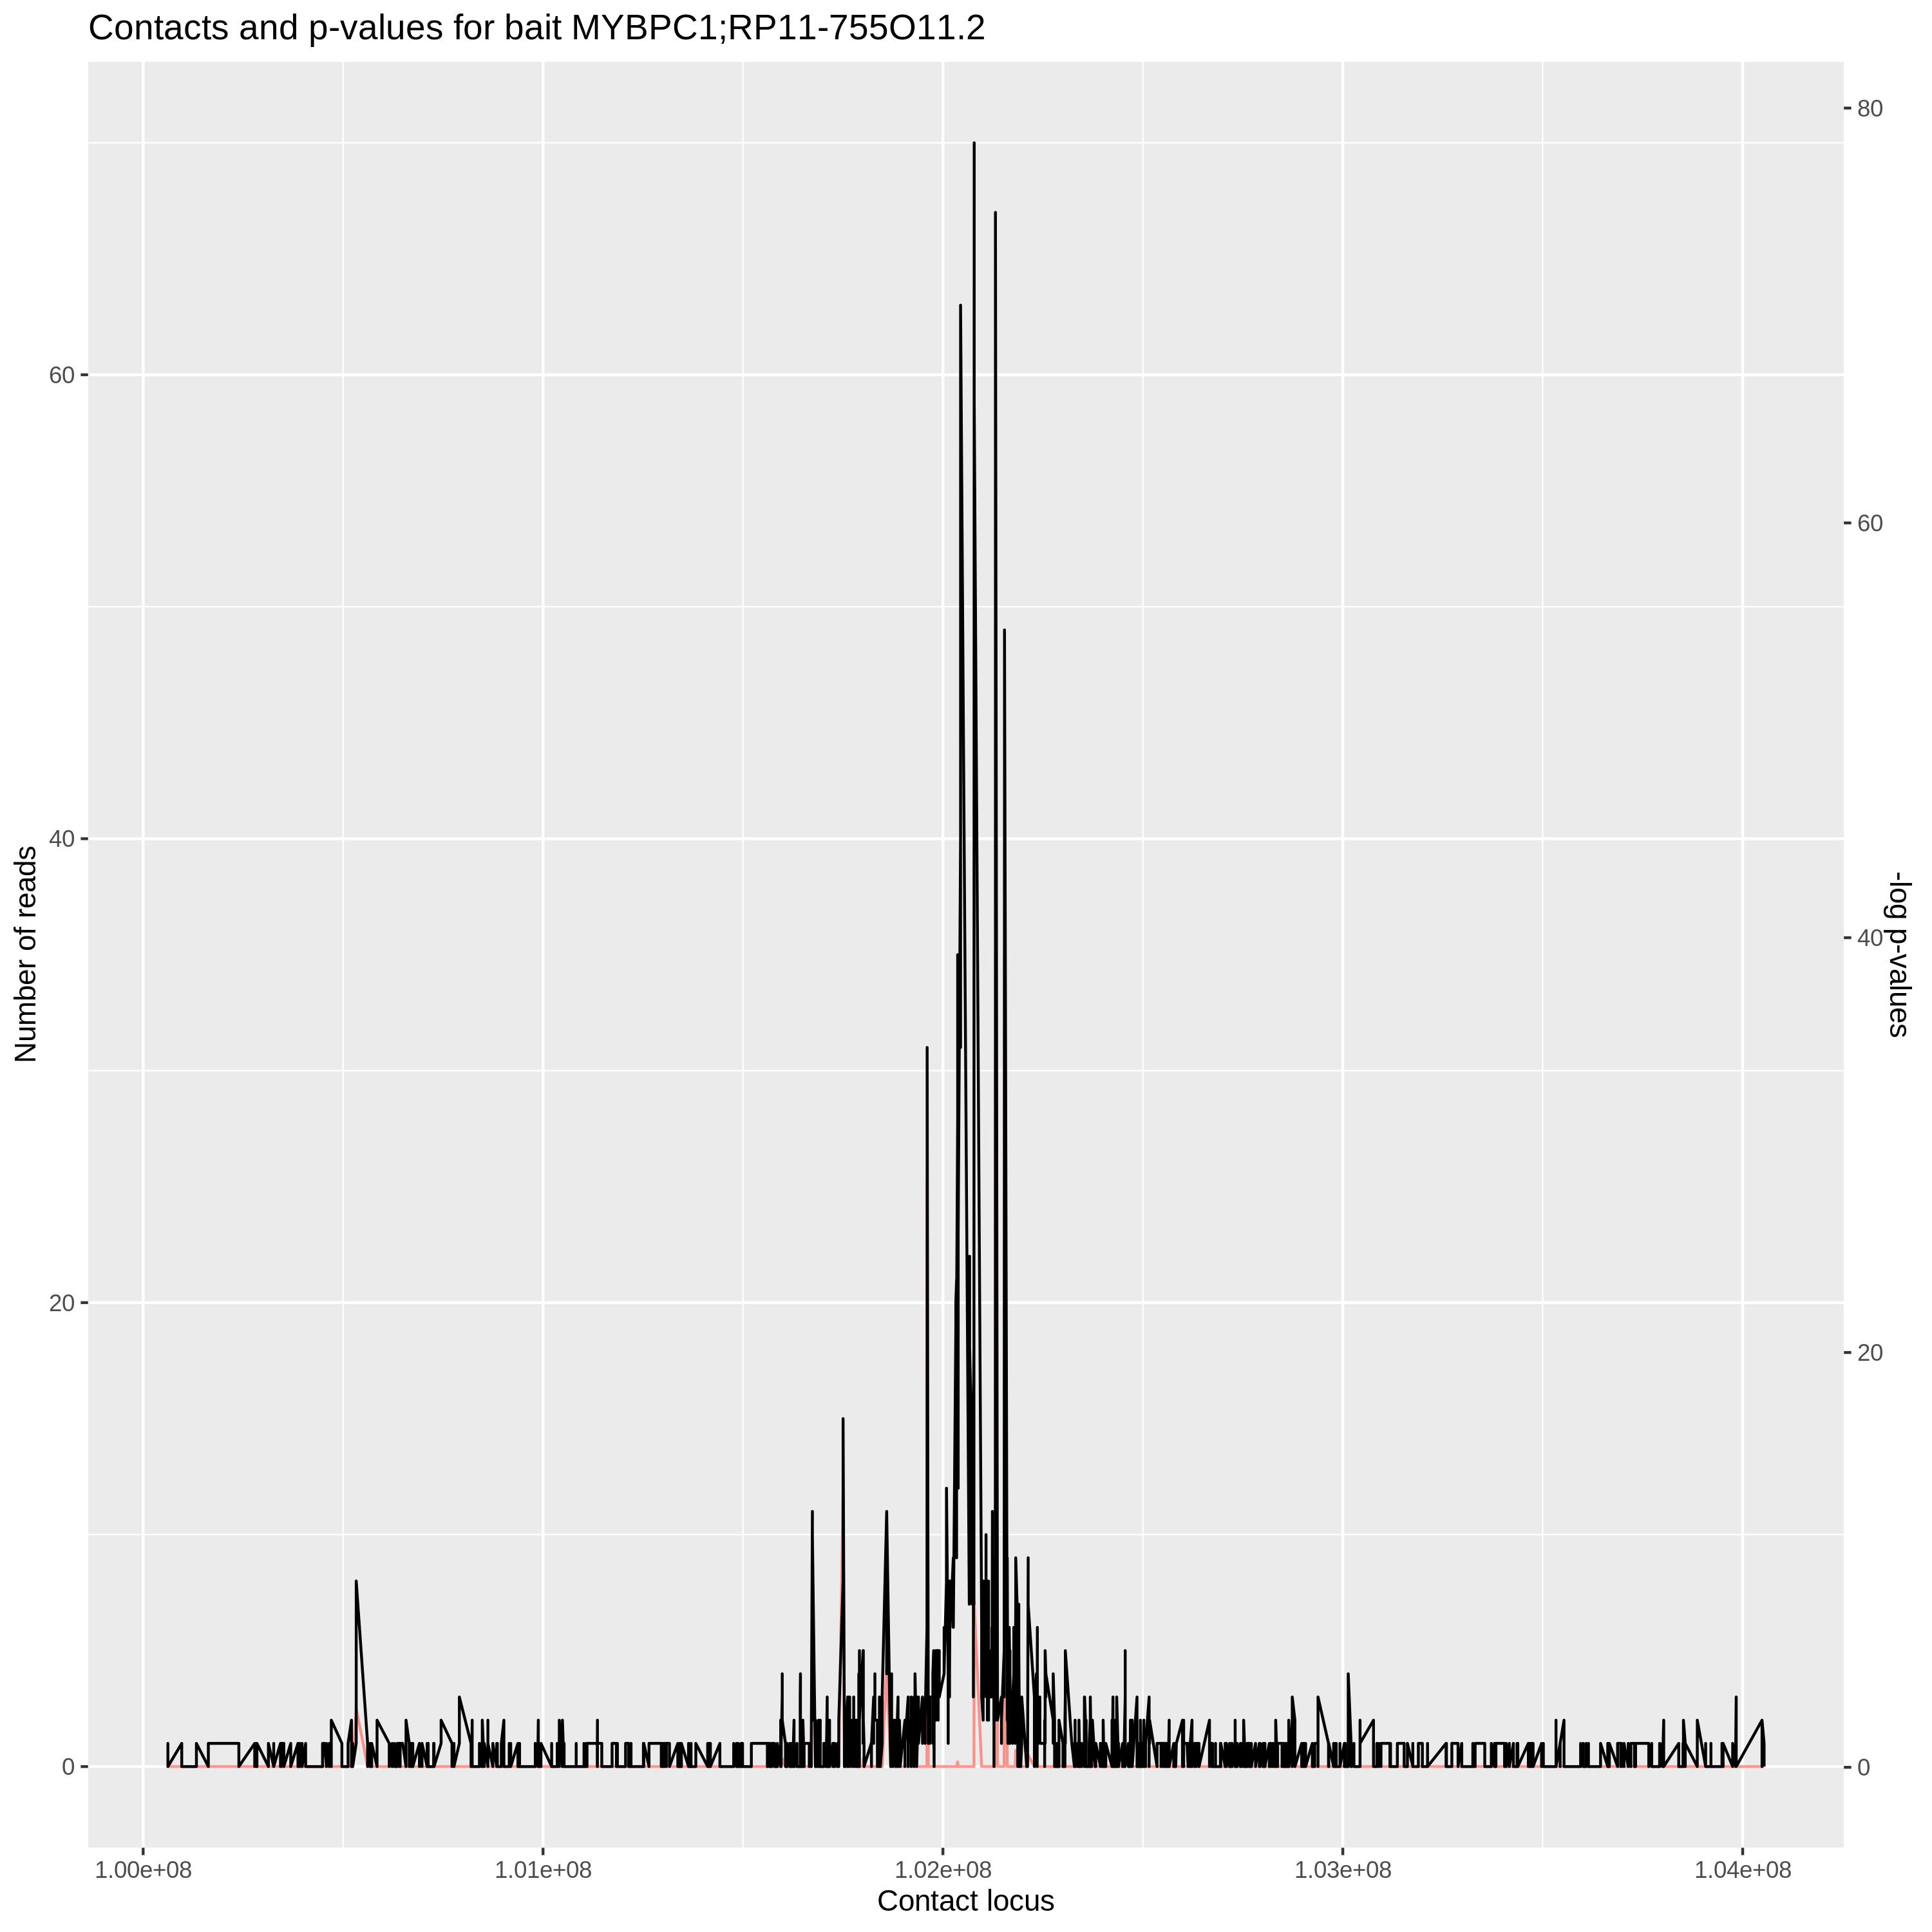 Contacts and p-values for bait MYBPC1;RP11-755O11.2
80
60
60
40
40
20
20
0
0
Number of reads
-log p-values
1.00e+08
1.01e+08
1.02e+08
1.03e+08
1.04e+08
Contact locus